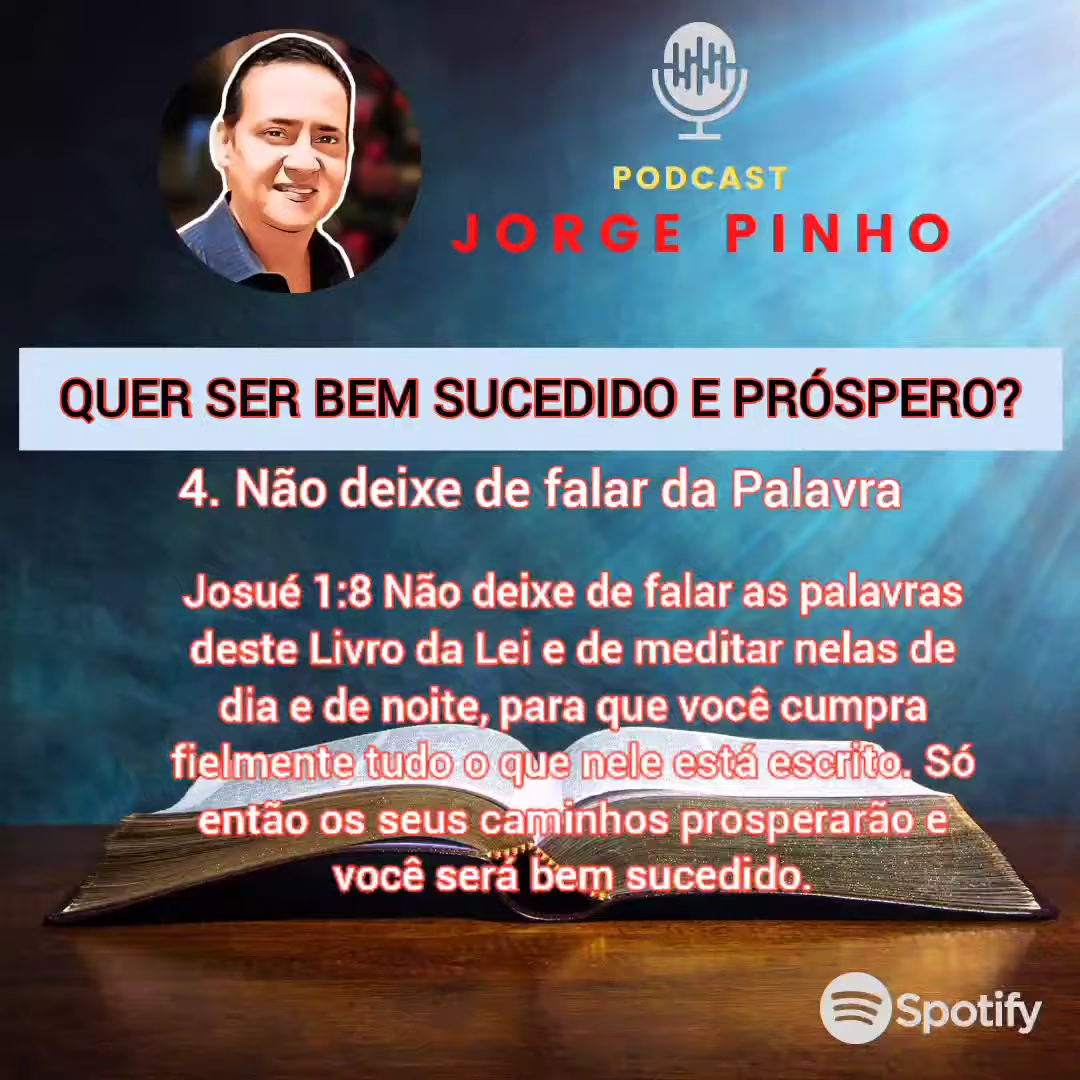 PODCAST
JORGE PINHO
QUER SER BEM SUCEDIDO E PRÓSPERO?
4. Não deixe de falar da Palavra
Josué 1:8 Não deixe de falar as palavras
deste Livro da Lei e de meditar nelas de
dia e de noite, para que você cumpra
fielmente tudo o que nele está escrito. Só
então os seus caminhos prosperarão e
você será bem sucedido.
Spotify